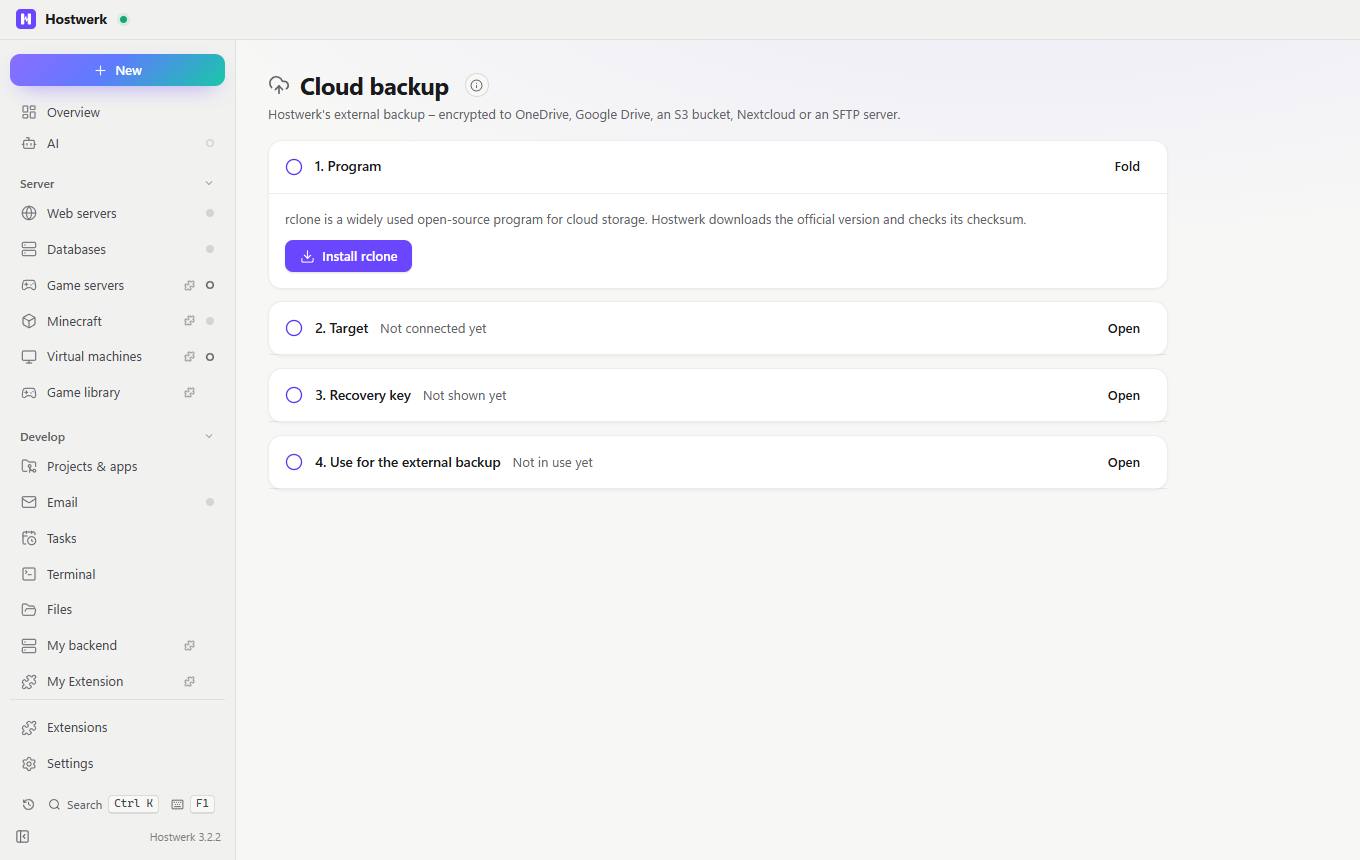 Hostwerk
New
Overview
AI
Server
Web servers
Databases
Game servers
Minecraft
Virtual machines
Game library
Develop
Projects & apps
Email
Tasks
Terminal
Files
My backend
My Extension
Extensions
Settings
Search Ctrl K F1
Hostwerk 3.2.2
Cloud backup
Hostwerk's external backup – encrypted to OneDrive, Google Drive, an S3 bucket, Nextcloud or an SFTP server.
1. Program Fold
rclone is a widely used open-source program for cloud storage. Hostwerk downloads the official version and checks its checksum.
Install rclone
2. Target Not connected yet Open
3. Recovery key Not shown yet Open
4. Use for the external backup Not in use yet Open